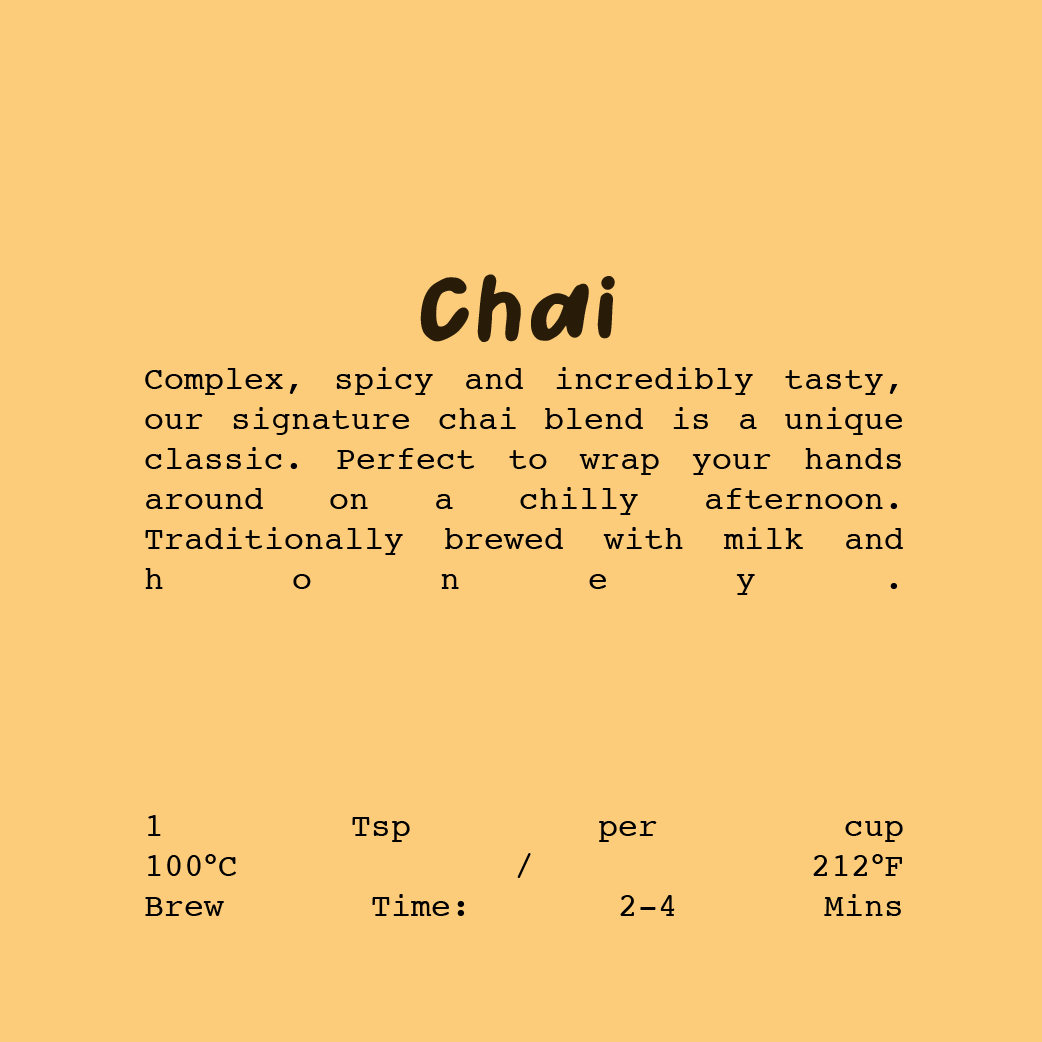 Chai
Complex, spicy and incredibly tasty,
our signature chai blend is a unique
classic. Perfect to wrap your hands
around on a chilly afternoon.
Traditionally brewed with milk and
honey.
1 Tsp per cup
100°C / 212°F
Brew Time: 2-4 Mins